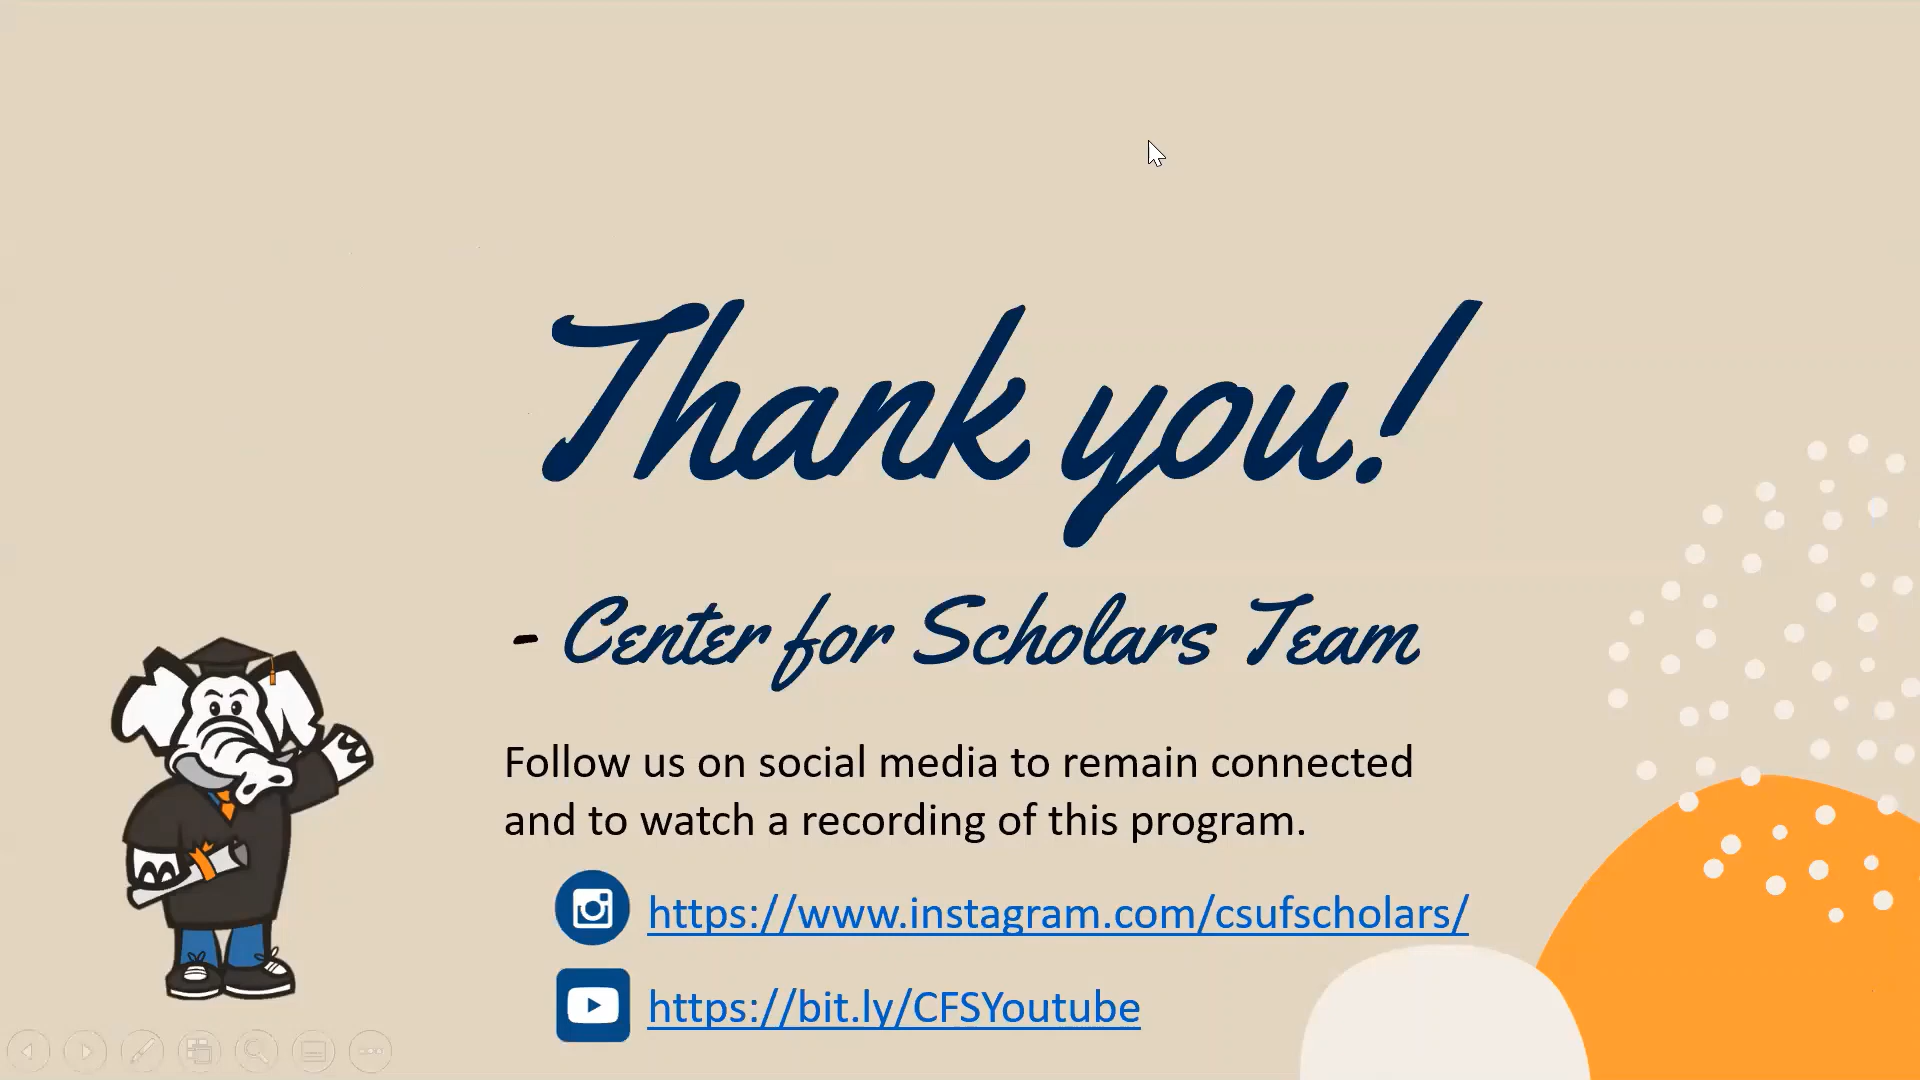 Thank you!
- Center for Scholars Team
Follow us on social media to remain connected
and to watch a recording of this program.
https://www.instagram.com/csufscholars/
https://bit.ly/CFSYoutube